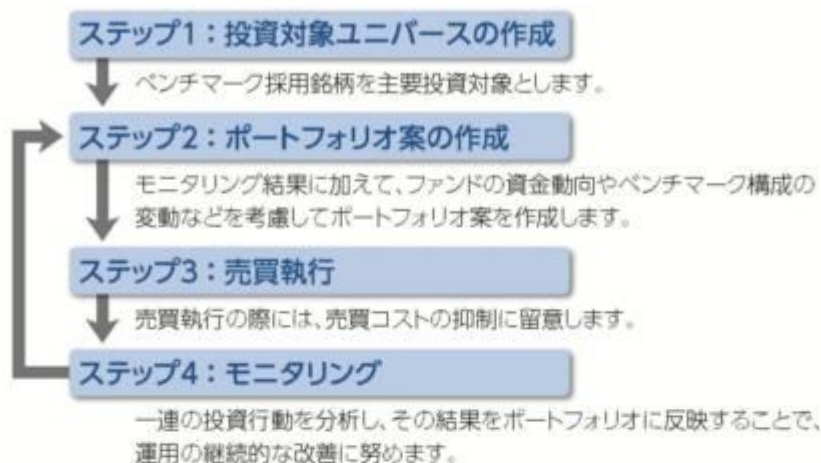 ステップ1：投資対象ユニバースの作成
ベンチマーク採用銘柄を主要投資対象とします。
ステップ2：ポートフォリオ案の作成
モニタリング結果に加えて、ファンドの資金動向やベンチマーク構成の
変動などを考慮してポートフォリオ案を作成します。
ステップ3：売買執行
売買執行の際には、売買コストの抑制に留意します。
ステップ4：モニタリング
一連の投資行動を分析し、その結果をポートフォリオに反映することで、
運用の継続的な改善に努めます。